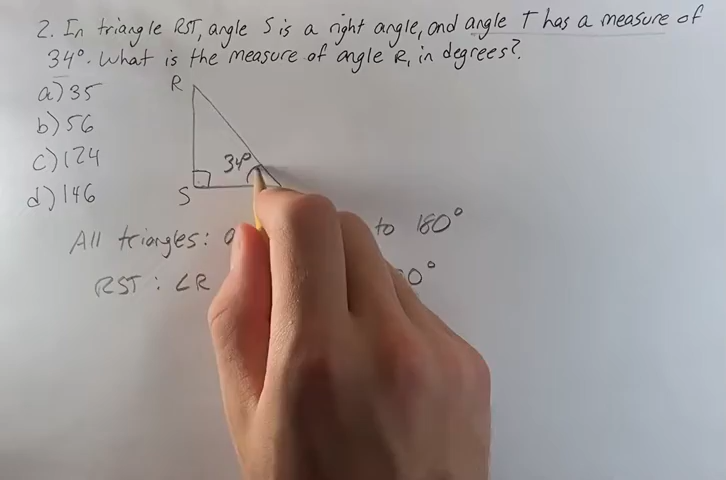 2. In triangle RST, angle S is a right angle, and angle T has a measure of
34°. What is the measure of angle R, in degrees?
a) 35
b) 56
c) 124
d) 146
R
34°
S
All triangles: to 180°
RST: ∠R 0°